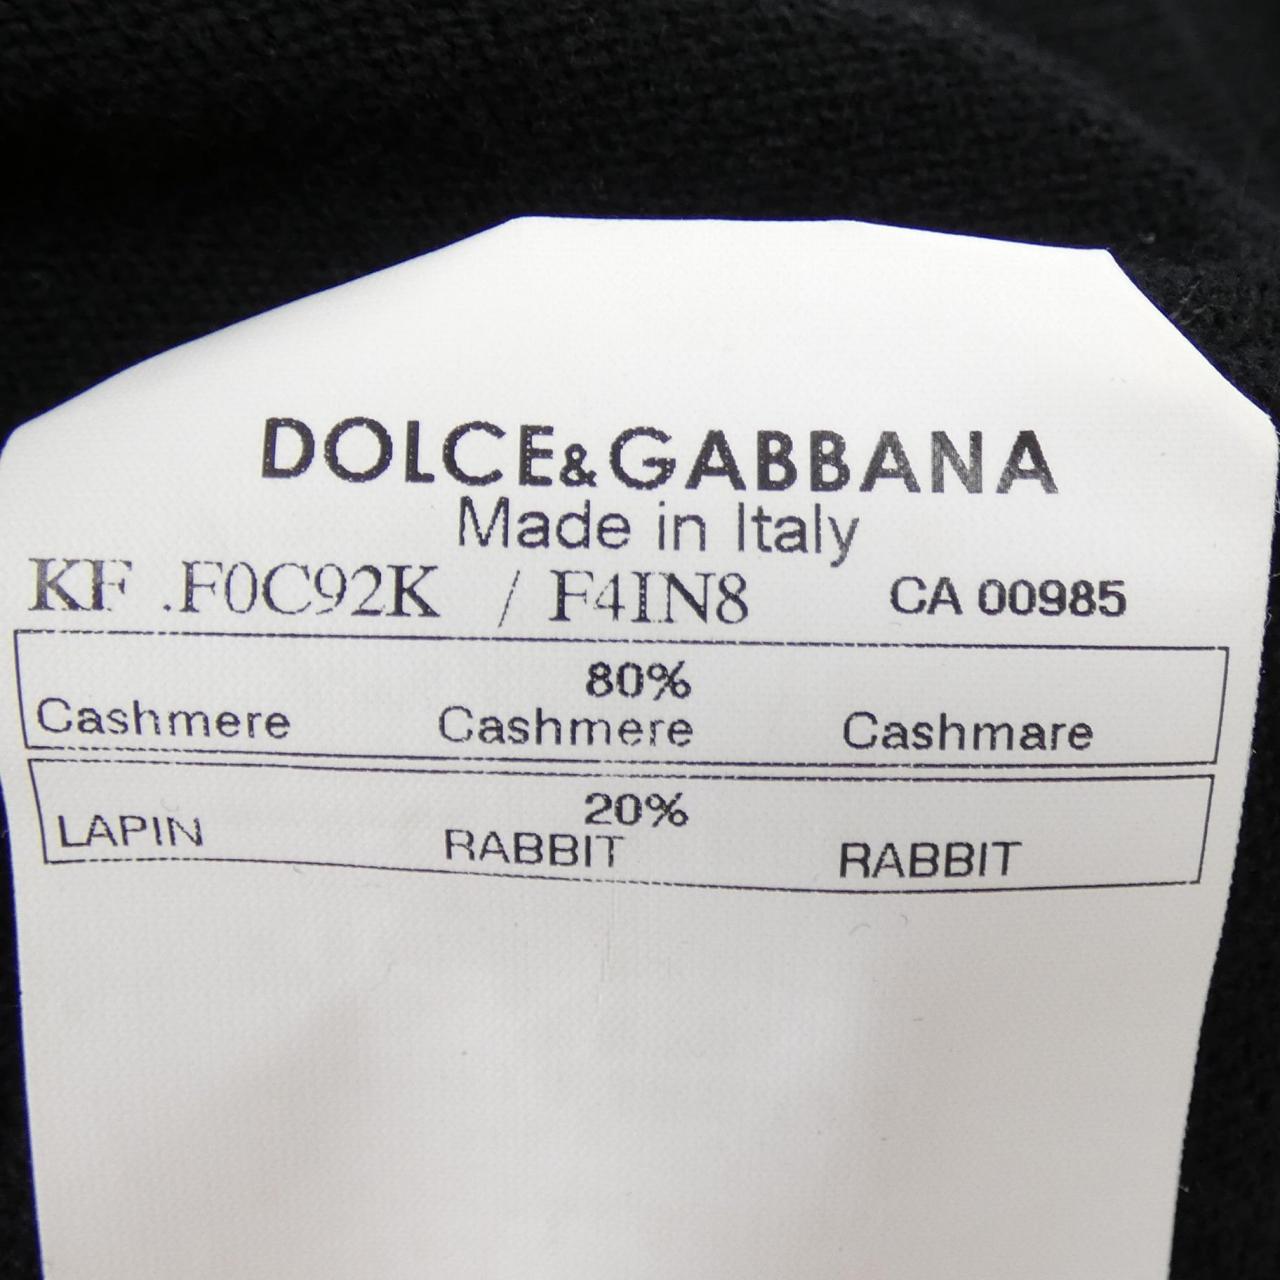 DOLCE&GABBANA
Made in Italy
KF .F0C92K / F4IN8 CA 00985
80%
Cashmere Cashmere Cashmare
20%
LAPIN RABBIT RABBIT